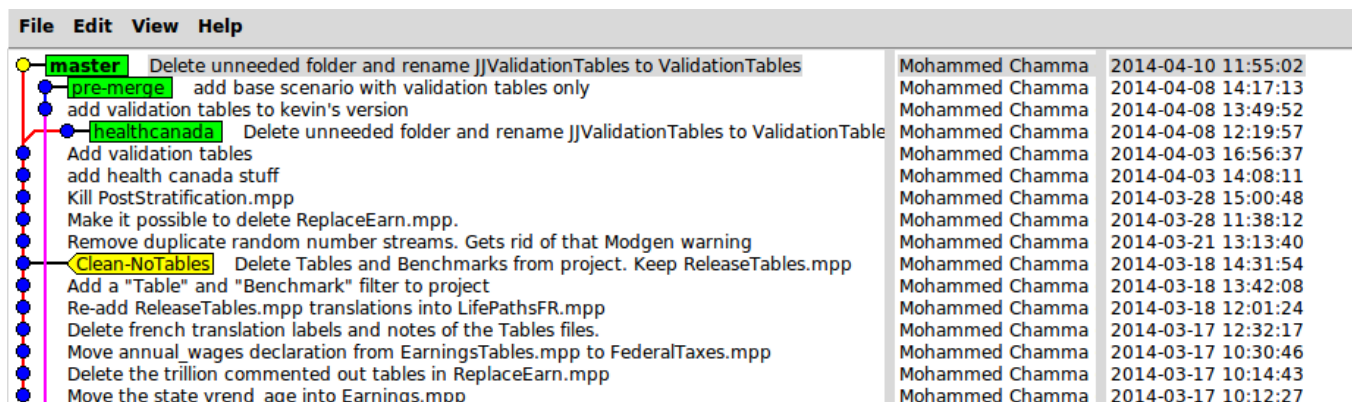 File Edit View Help
master Delete unneeded folder and rename JJValidationTables to ValidationTables Mohammed Chamma 2014-04-10 11:55:02
pre-merge add base scenario with validation tables only Mohammed Chamma 2014-04-08 14:17:13
add validation tables to kevin's version Mohammed Chamma 2014-04-08 13:49:52
healthcanada Delete unneeded folder and rename JJValidationTables to ValidationTable Mohammed Chamma 2014-04-08 12:19:57
Add validation tables Mohammed Chamma 2014-04-03 16:56:37
add health canada stuff Mohammed Chamma 2014-04-03 14:08:11
Kill PostStratification.mpp Mohammed Chamma 2014-03-28 15:00:48
Make it possible to delete ReplaceEarn.mpp. Mohammed Chamma 2014-03-28 11:38:12
Remove duplicate random number streams. Gets rid of that Modgen warning Mohammed Chamma 2014-03-21 13:13:40
Clean-NoTables Delete Tables and Benchmarks from project. Keep ReleaseTables.mpp Mohammed Chamma 2014-03-18 14:31:54
Add a "Table" and "Benchmark" filter to project Mohammed Chamma 2014-03-18 13:42:08
Re-add ReleaseTables.mpp translations into LifePathsFR.mpp Mohammed Chamma 2014-03-18 12:01:24
Delete french translation labels and notes of the Tables files. Mohammed Chamma 2014-03-17 12:32:17
Move annual_wages declaration from EarningsTables.mpp to FederalTaxes.mpp Mohammed Chamma 2014-03-17 10:30:46
Delete the trillion commented out tables in ReplaceEarn.mpp Mohammed Chamma 2014-03-17 10:14:43
Move the state yrend_age into Earnings.mpp Mohammed Chamma 2014-03-17 10:12:27